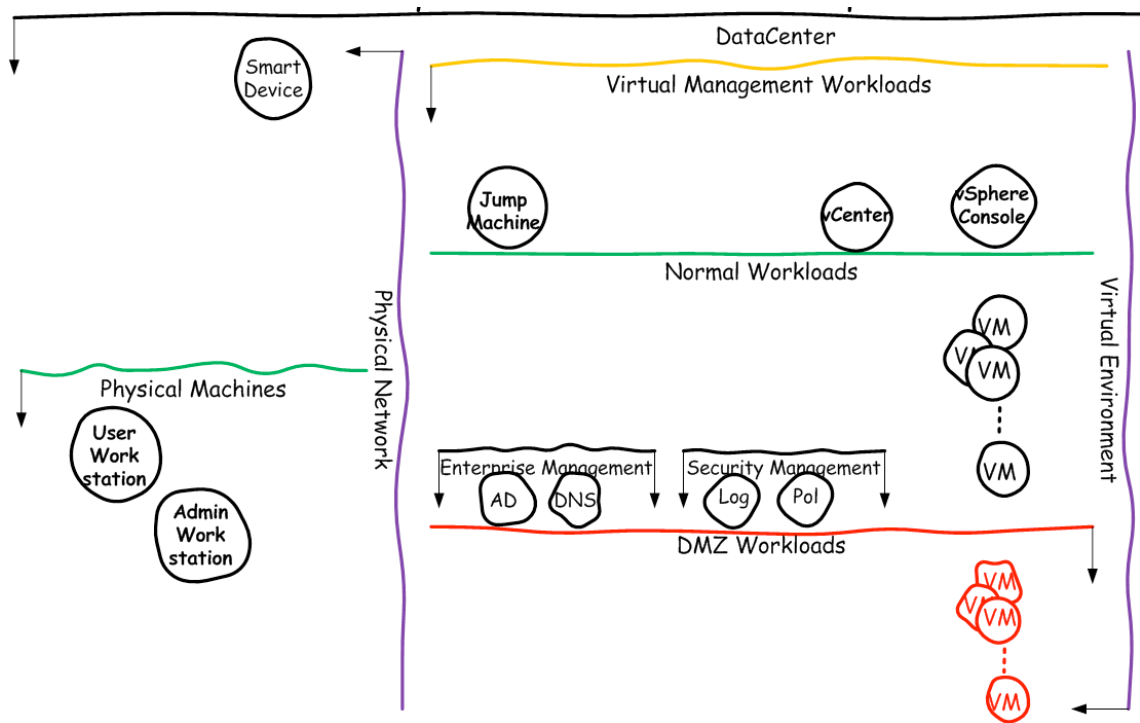 DataCenter
Smart
Device
Virtual Management Workloads
Jump
Machine
vCenter
vSphere
Console
Normal Workloads
Physical Network
Virtual Environment
VM
VM
VM
VM
Physical Machines
User
Work
station
Admin
Work
station
Enterprise Management
AD
DNS
Security Management
Log
Pol
DMZ Workloads
VM
VM
VM
VM